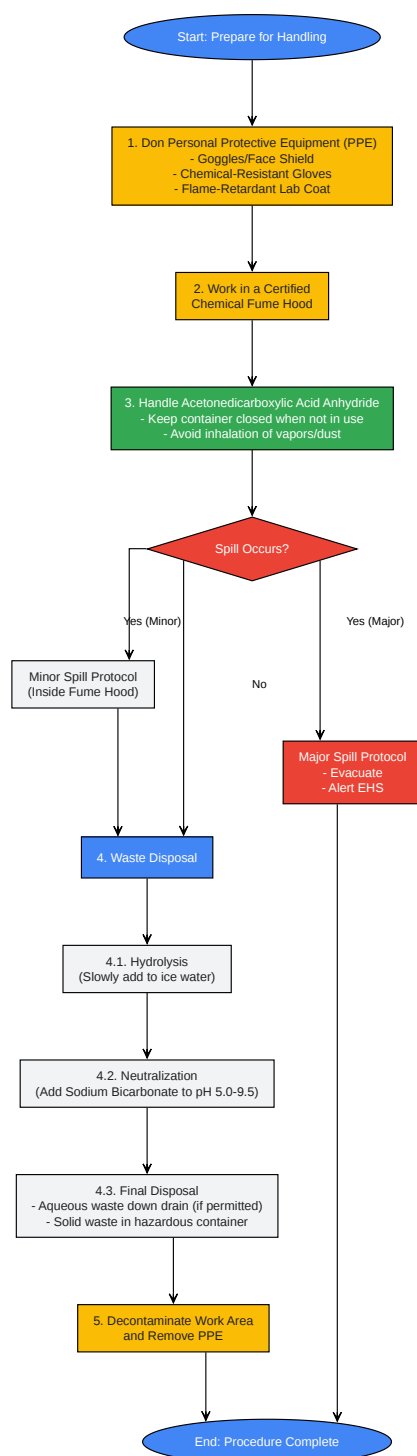 Start: Prepare for Handling
1. Don Personal Protective Equipment (PPE)
- Goggles/Face Shield
- Chemical-Resistant Gloves
- Flame-Retardant Lab Coat
2. Work in a Certified
Chemical Fume Hood
3. Handle Acetonedicarboxylic Acid Anhydride
- Keep container closed when not in use
- Avoid inhalation of vapors/dust
Spill Occurs?
Yes (Minor)
Yes (Major)
Minor Spill Protocol
(Inside Fume Hood)
No
Major Spill Protocol
- Evacuate
- Alert EHS
4. Waste Disposal
4.1. Hydrolysis
(Slowly add to ice water)
4.2. Neutralization
(Add Sodium Bicarbonate to pH 5.0-9.5)
4.3. Final Disposal
- Aqueous waste down drain (if permitted)
- Solid waste in hazardous container
5. Decontaminate Work Area
and Remove PPE
End: Procedure Complete